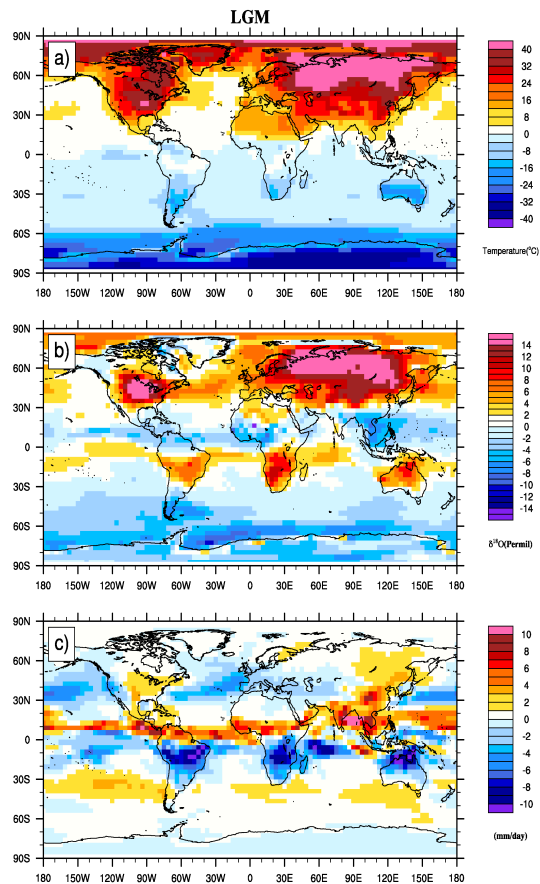 LGM
a)
90N
60N
30N
0
30S
60S
90S
180 150W 120W 90W 60W 30W 0 30E 60E 90E 120E 150E 180
40
32
24
16
8
4
0
-4
-8
-16
-24
-32
-40
Temperature(°C)
b)
90N
60N
30N
0
30S
60S
90S
180 150W 120W 90W 60W 30W 0 30E 60E 90E 120E 150E 180
14
12
10
8
6
4
2
0
-2
-4
-6
-8
-10
-12
-14
δ¹⁸O(Permil)
c)
90N
60N
30N
0
30S
60S
90S
180 150W 120W 90W 60W 30W 0 30E 60E 90E 120E 150E 180
10
8
6
4
2
0
-2
-4
-6
-8
-10
(mm/day)